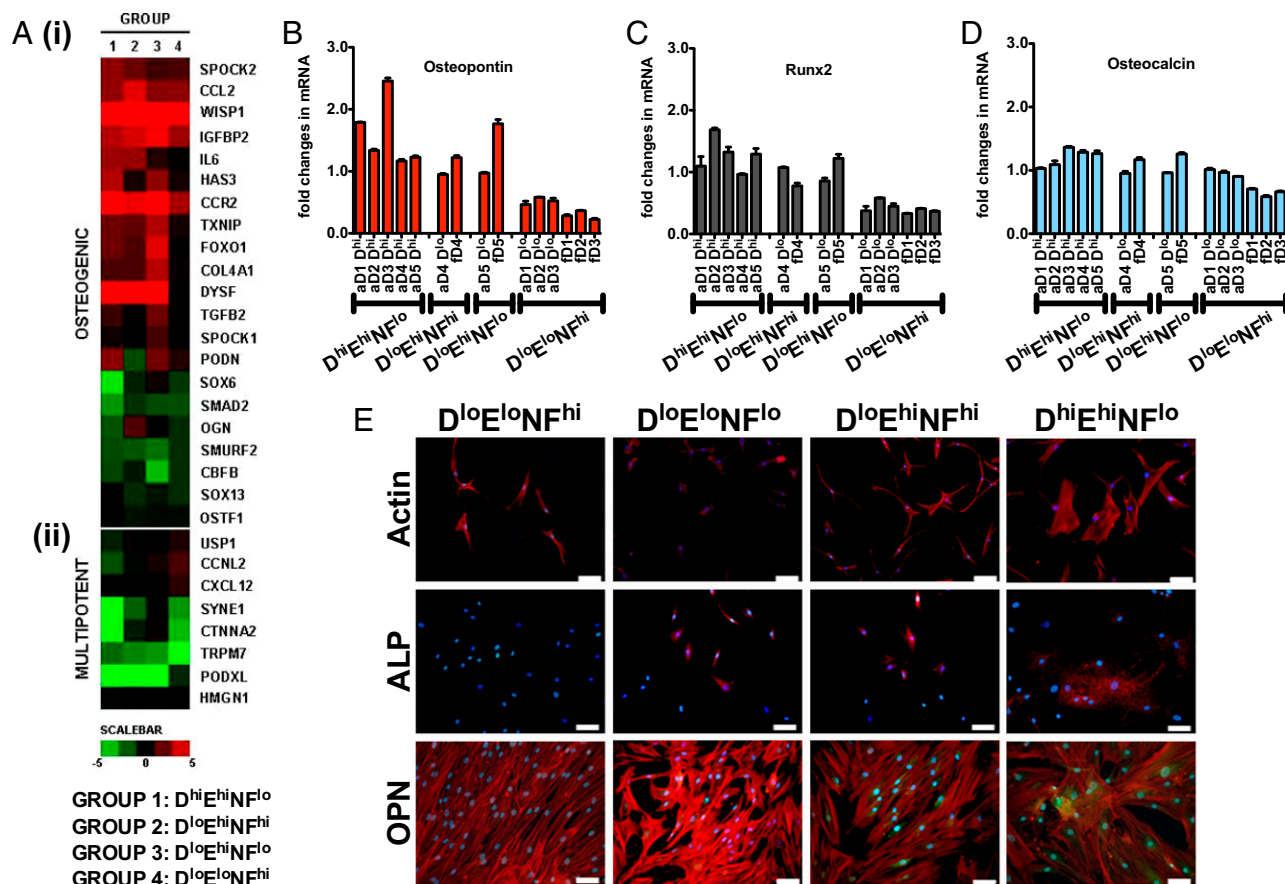 A (i)
GROUP
1 2 3 4
OSTEOGENIC
SPOCK2
CCL2
WISP1
IGFBP2
IL6
HAS3
CCR2
TXNIP
FOXO1
COL4A1
DYSF
TGFB2
SPOCK1
PODN
SOX6
SMAD2
OGN
SMURF2
CBFB
SOX13
OSTF1
(ii)
MULTIPOTENT
USP1
CCNL2
CXCL12
SYNE1
CTNNA2
TRPM7
PODXL
HMGN1
SCALEBAR
-5 0 5
GROUP 1: DhiEhiNFlo
GROUP 2: DloEhiNFhi
GROUP 3: DloEhiNFlo
GROUP 4: DloEloNFhi
B
Osteopontin
fold changes in mRNA
3.0
2.0
1.0
0.0
aD1 Dhi
aD2 Dhi
aD3 Dhi
aD4 Dhi
aD5 Dhi
aD4 Dlo
fD4
aD5 Dlo
fD5
aD1 Dlo
aD2 Dlo
aD3 Dlo
fD1
fD2
fD3
DhiEhiNFlo
DloEhiNFhi
DloEhiNFlo
DloEloNFhi
C
Runx2
fold changes in mRNA
3.0
2.0
1.0
0.0
aD1 Dhi
aD2 Dhi
aD3 Dhi
aD4 Dhi
aD5 Dhi
aD4 Dlo
fD4
aD5 Dlo
fD5
aD1 Dlo
aD2 Dlo
aD3 Dlo
fD1
fD2
fD3
DhiEhiNFlo
DloEhiNFhi
DloEhiNFlo
DloEloNFhi
D
Osteocalcin
fold changes in mRNA
3.0
2.0
1.0
0.0
aD1 Dhi
aD2 Dhi
aD3 Dhi
aD4 Dhi
aD5 Dhi
aD4 Dlo
fD4
aD5 Dlo
fD5
aD1 Dlo
aD2 Dlo
aD3 Dlo
fD1
fD2
fD3
DhiEhiNFlo
DloEhiNFhi
DloEhiNFlo
DloEloNFhi
E
DloEloNFhi DloEloNFlo DloEhiNFhi DhiEhiNFlo
Actin
ALP
OPN